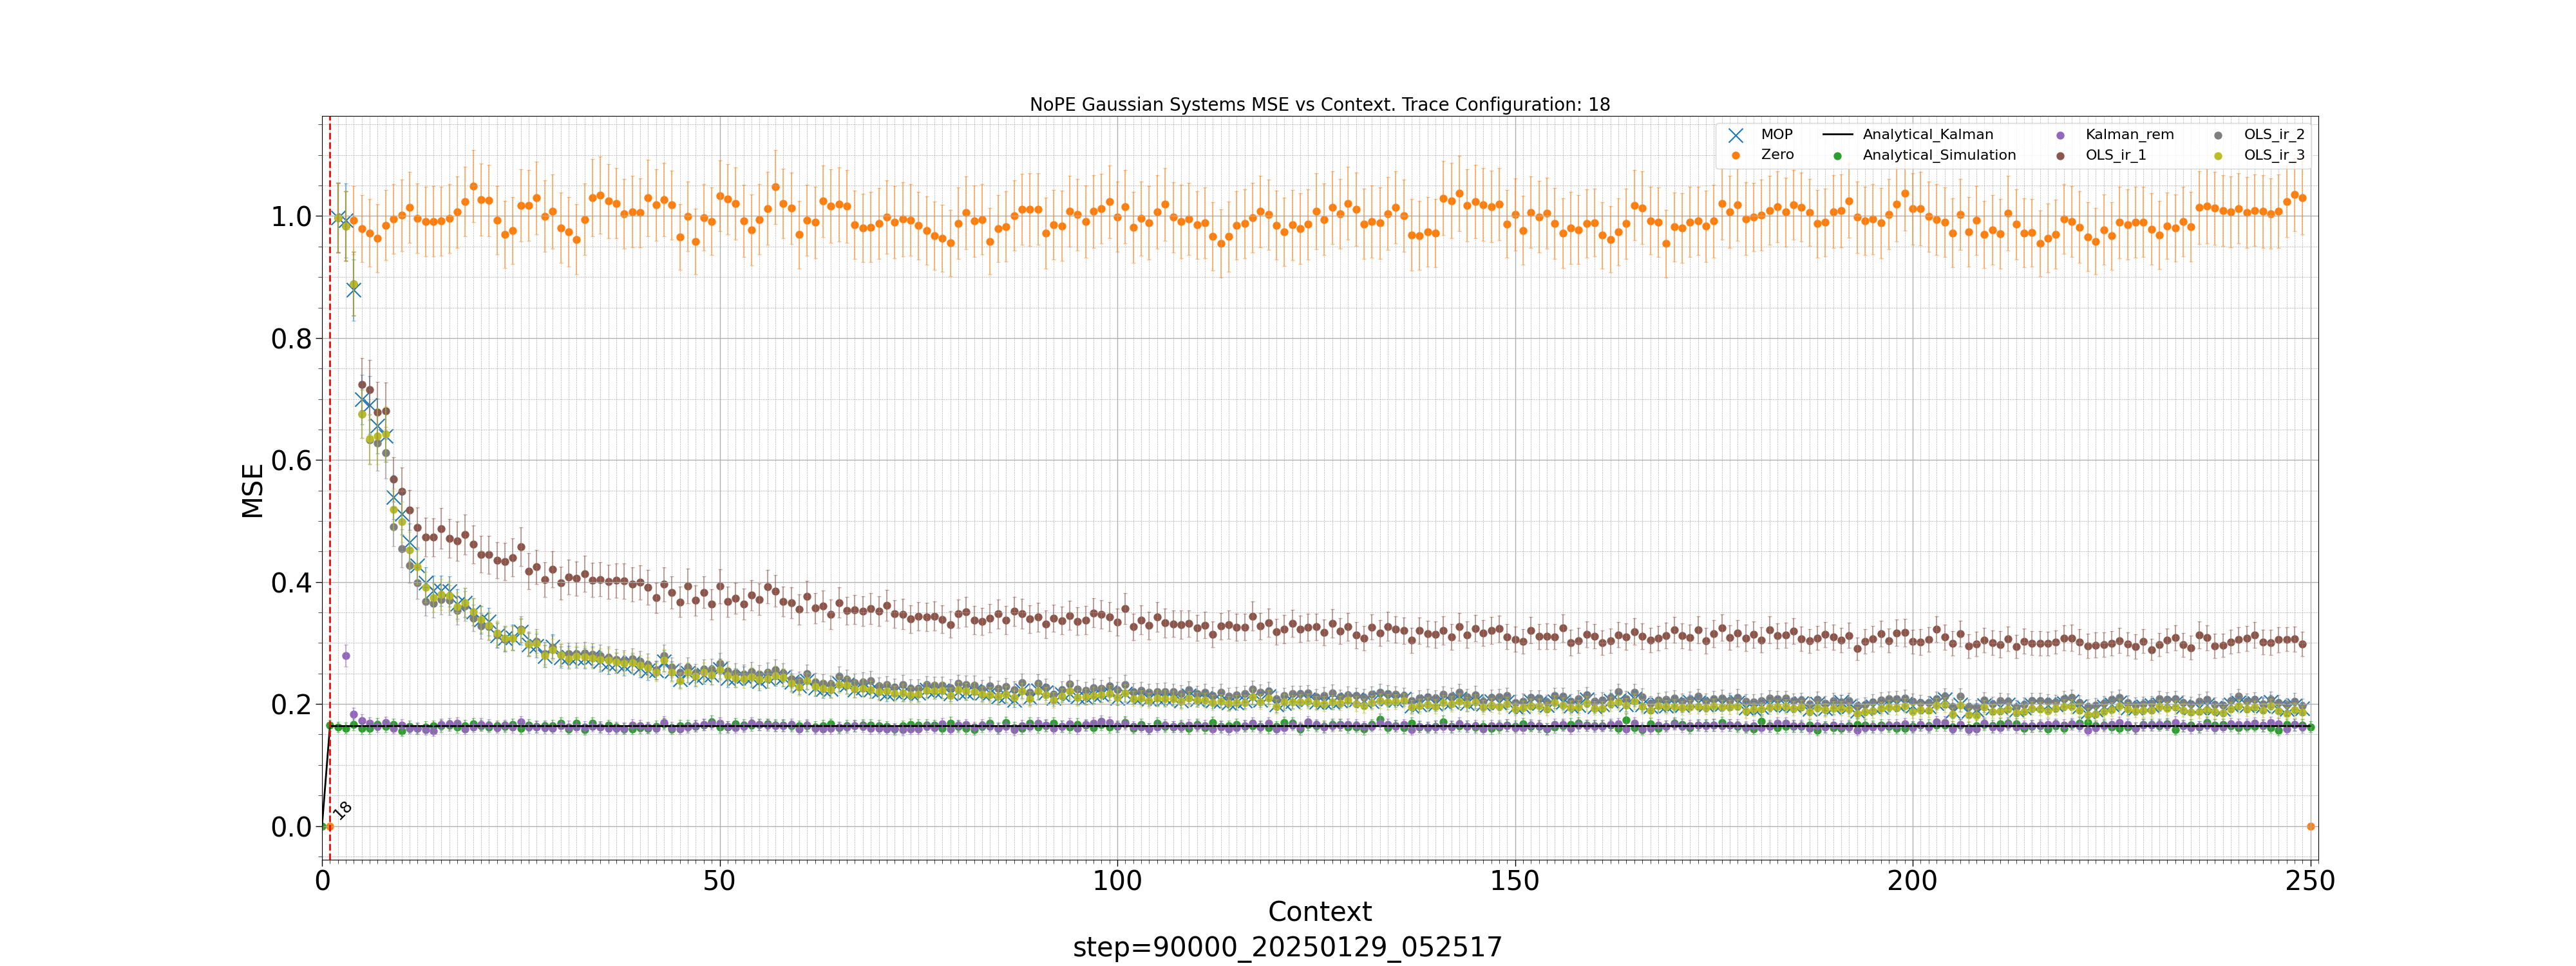 NoPE Gaussian Systems MSE vs Context. Trace Configuration: 18
MOP
Zero
Analytical_Kalman
Analytical_Simulation
Kalman_rem
OLS_ir_1
OLS_ir_2
OLS_ir_3
MSE
1.0
0.8
0.6
0.4
0.2
0.0
18
0 50 100 150 200 250
Context
step=90000_20250129_052517